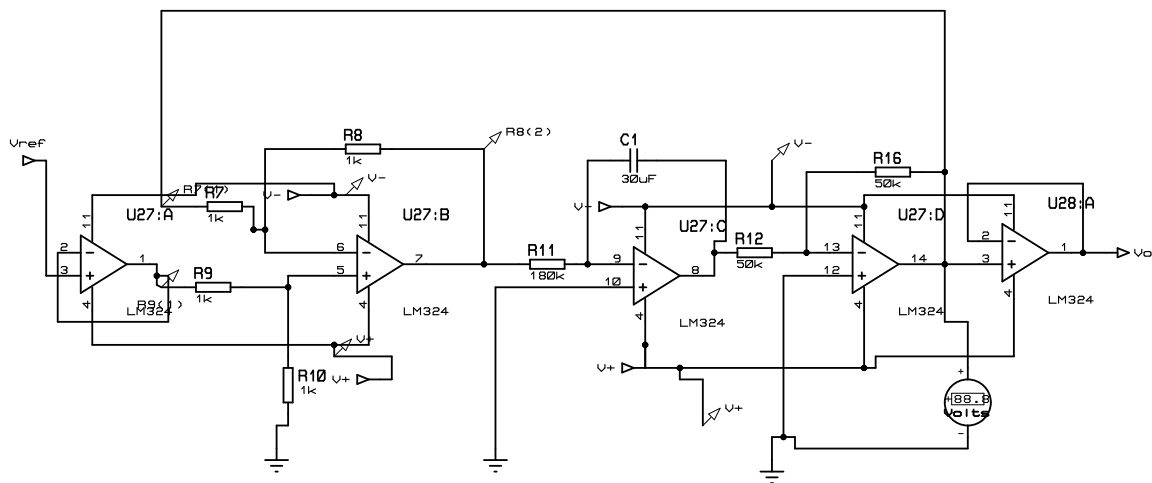 Vref
R8
1k
R8(2)
V-
V-
R7
1k
U27:A
U27:B
11
2
3
1
4
LM324
R9
1k
R9(1)
11
6
5
7
4
LM324
V+
V+
R10
1k
C1
30uF
V-
V-
R11
180k
U27:C
11
9
10
8
4
LM324
V+
V+
R12
50k
R16
50k
U27:D
11
13
12
14
4
LM324
U28:A
11
2
3
1
4
LM324
Vo
+
+88.8
Volts
-